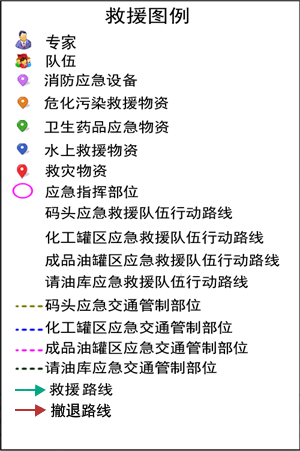 救援图例
专家
队伍
消防应急设备
危化污染救援物资
卫生药品应急物资
水上救援物资
救灾物资
应急指挥部位
码头应急救援队伍行动路线
化工罐区应急救援队伍行动路线
成品油罐区应急救援队伍行动路线
请油库应急救援队伍行动路线
码头应急交通管制部位
化工罐区应急交通管制部位
成品油罐区应急交通管制部位
请油库应急交通管制部位
救援路线
撤退路线